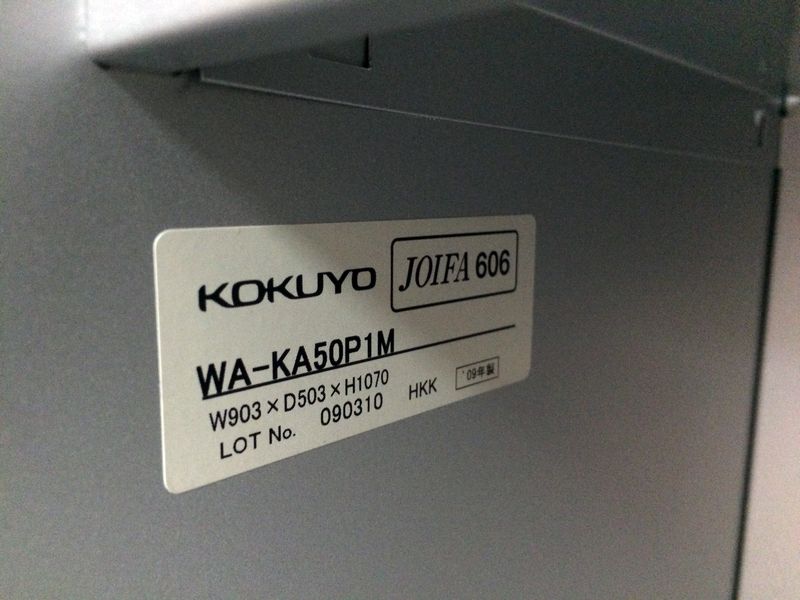 KOKUYO JOIFA 606
WA-KA50P1M
W903×D503×H1070
LOT No. 090310 HKK '09年製